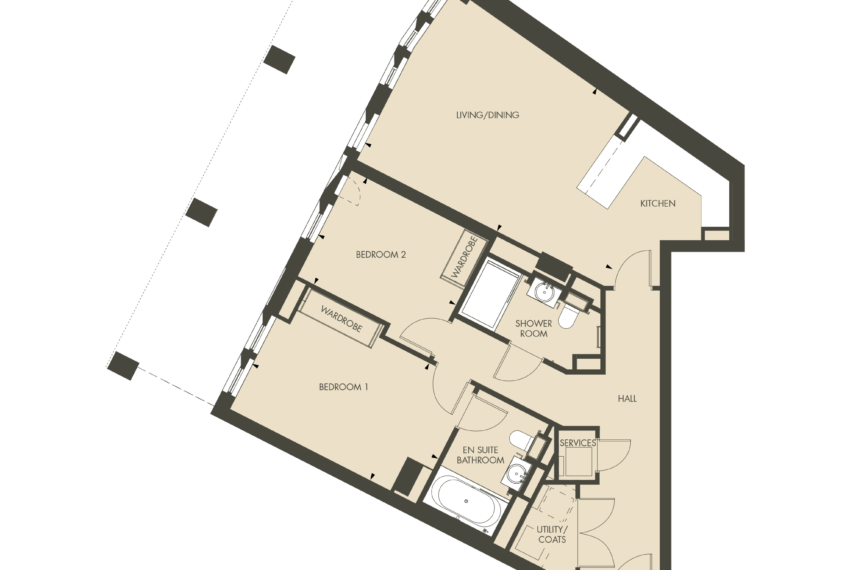 LIVING/DINING
KITCHEN
BEDROOM 2
WARDROBE
WARDROBE
SHOWER
ROOM
BEDROOM 1
HALL
EN SUITE
BATHROOM
SERVICES
UTILITY/
COATS